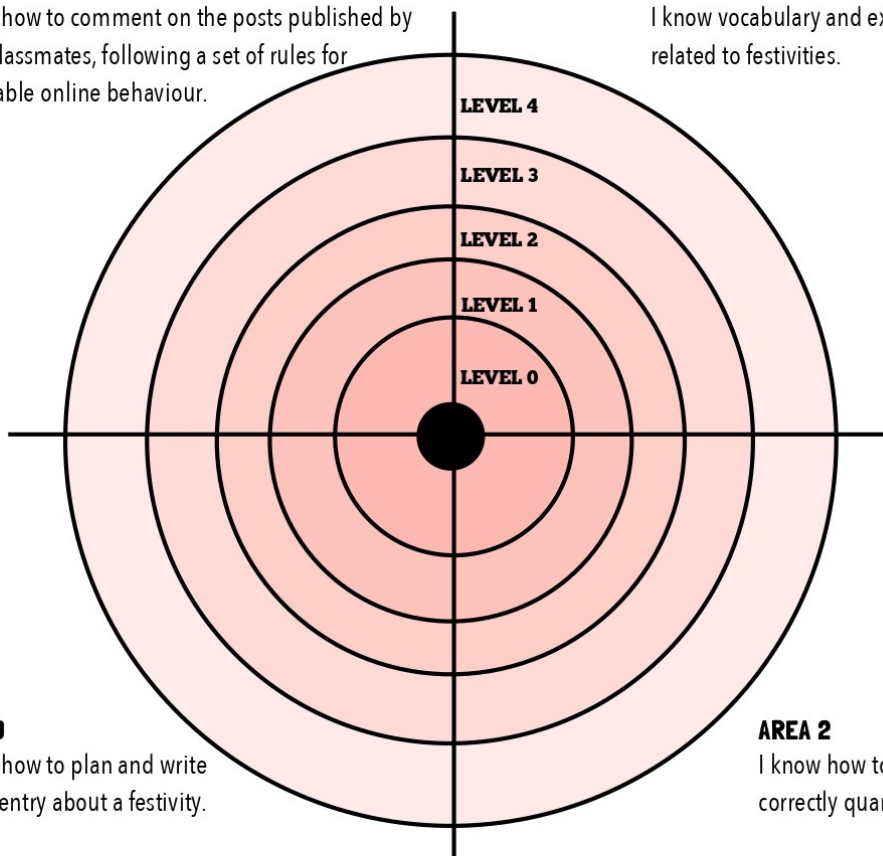 how to comment on the posts published by
lassmates, following a set of rules for
able online behaviour.
I know vocabulary and ex
related to festivities.
LEVEL 4
LEVEL 3
LEVEL 2
LEVEL 1
LEVEL 0
how to plan and write
entry about a festivity.
AREA 2
I know how to
correctly quar